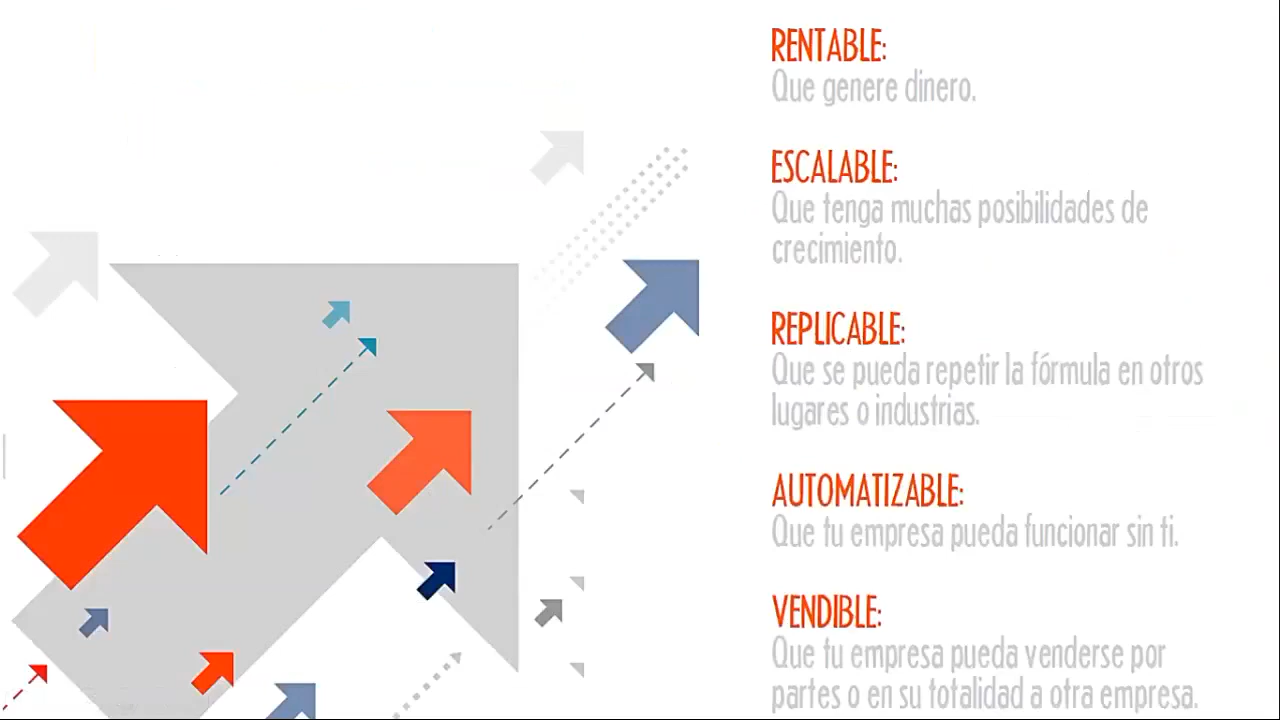 RENTABLE:
Que genere dinero.
ESCALABLE:
Que tenga muchas posibilidades de
crecimiento.
REPLICABLE:
Que se pueda repetir la fórmula en otros
lugares o industrias.
AUTOMATIZABLE:
Que tu empresa pueda funcionar sin ti.
VENDIBLE:
Que tu empresa pueda venderse por
partes o en su totalidad a otra empresa.